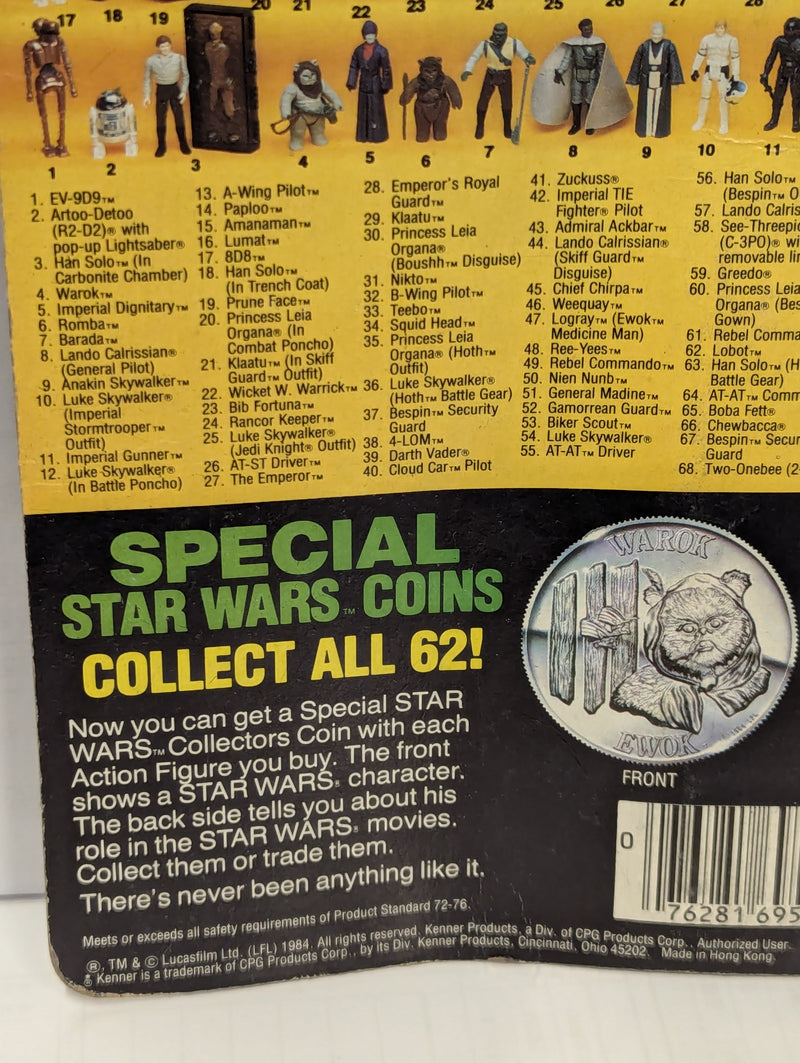 17 18 19 20 21 22 23 24 25 26 27 28
1 2 3 4 5 6 7 8 9 10 11
1. EV-9D9™
2. Artoo-Detoo
(R2-D2)® with
pop-up Lightsaber®
3. Han Solo™ (In
Carbonite Chamber)
4. Warok™
5. Imperial Dignitary™
6. Romba™
7. Barada™
8. Lando Calrissian®
(General Pilot)
9. Anakin Skywalker™
10. Luke Skywalker®
(Imperial
Stormtrooper™
Outfit)
11. Imperial Gunner™
12. Luke Skywalker®
(In Battle Poncho)
13. A-Wing Pilot™
14. Paploo™
15. Amanaman™
16. Lumat™
17. 8D8™
18. Han Solo™
(In Trench Coat)
19. Prune Face™
20. Princess Leia
Organa® (In
Combat Poncho)
21. Klaatu™ (In Skiff
Guard™ Outfit)
22. Wicket W. Warrick™
23. Bib Fortuna™
24. Rancor Keeper™
25. Luke Skywalker®
(Jedi Knight® Outfit)
26. AT-ST Driver™
27. The Emperor™
28. Emperor's Royal
Guard™
29. Klaatu™
30. Princess Leia
Organa®
(Boushh™ Disguise)
31. Nikto™
32. B-Wing Pilot™
33. Teebo™
34. Squid Head™
35. Princess Leia
Organa® (Hoth™
Outfit)
36. Luke Skywalker®
(Hoth™ Battle Gear)
37. Bespin™ Security
Guard
38. 4-LOM™
39. Darth Vader®
40. Cloud Car™ Pilot
41. Zuckuss®
42. Imperial TIE
Fighter® Pilot
43. Admiral Ackbar™
44. Lando Calrissian®
(Skiff Guard™
Disguise)
45. Chief Chirpa™
46. Weequay™
47. Logray™ (Ewok™
Medicine Man)
48. Ree-Yees™
49. Rebel Commando™
50. Nien Nunb™
51. General Madine™
52. Gamorrean Guard™
53. Biker Scout™
54. Luke Skywalker®
55. AT-AT™ Driver
56. Han Solo™
(Bespin™ O
57. Lando Calris
58. See-Threepio
(C-3PO)® wi
removable lim
59. Greedo®
60. Princess Leia
Organa® (Bes
Gown)
61. Rebel Comma
62. Lobot™
63. Han Solo™ (H
Battle Gear)
64. AT-AT™ Comm
65. Boba Fett®
66. Chewbacca®
67. Bespin™ Secur
Guard
68. Two-Onebee (2-
SPECIAL
STAR WARS™ COINS
COLLECT ALL 62!
Now you can get a Special STAR
WARS™ Collectors Coin with each
Action Figure you buy. The front
shows a STAR WARS® character.
The back side tells you about his
role in the STAR WARS® movies.
Collect them or trade them.
There's never been anything like it.
WAROK
EWOK
FRONT
0 76281 695
Meets or exceeds all safety requirements of Product Standard 72-76.
®, TM & © Lucasfilm Ltd. (LFL) 1984. All rights reserved. Kenner Products, a Div. of CPG Products Corp., Authorized User.
® Kenner is a trademark of CPG Products Corp., by its Div. Kenner Products, Cincinnati, Ohio 45202. Made in Hong Kong.